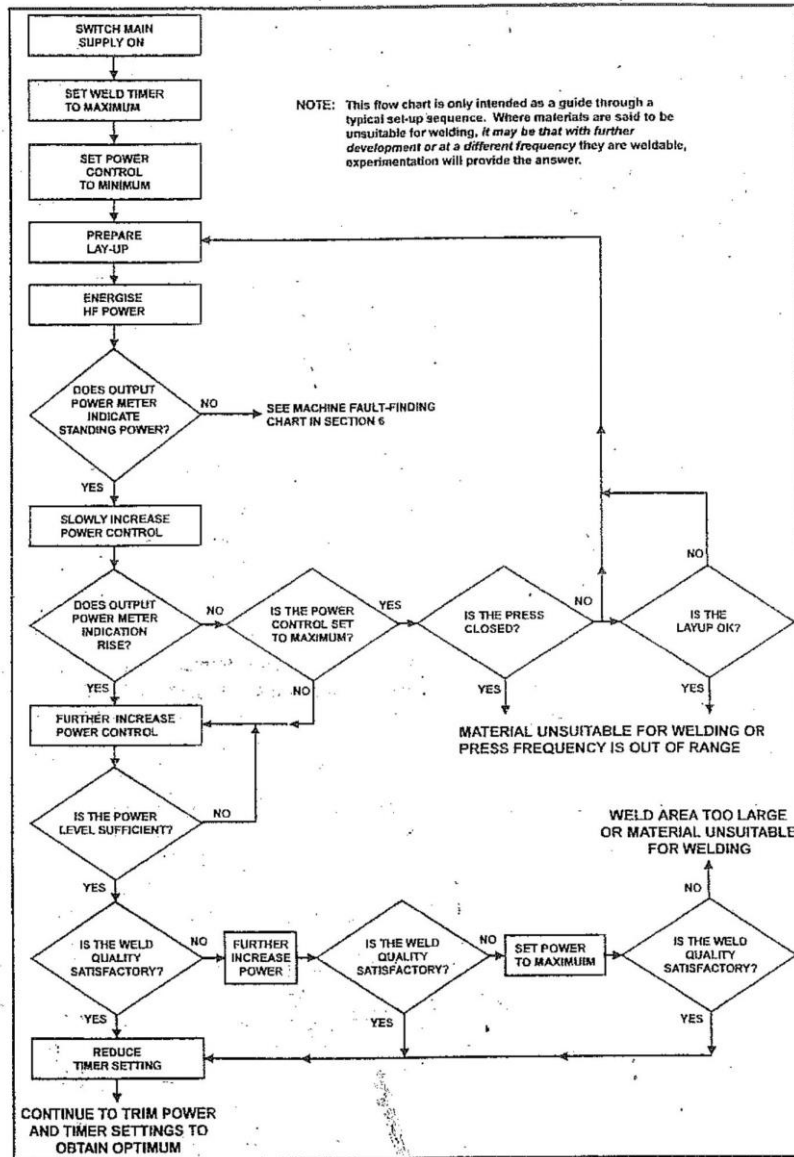 SWITCH MAIN
SUPPLY ON
SET WELD TIMER
TO MAXIMUM
NOTE: This flow chart is only intended as a guide through a
typical set-up sequence. Where materials are said to be
unsuitable for welding, it may be that with further
development or at a different frequency they are weldable,
experimentation will provide the answer.
SET POWER
CONTROL
TO MINIMUM
PREPARE
LAY-UP
ENERGISE
HF POWER
DOES OUTPUT
POWER METER
INDICATE
STANDING POWER?
NO
SEE MACHINE FAULT-FINDING
CHART IN SECTION 6
YES
SLOWLY INCREASE
POWER CONTROL
DOES OUTPUT
POWER METER
INDICATION
RISE?
NO
IS THE POWER
CONTROL SET
TO MAXIMUM?
YES
IS THE PRESS
CLOSED?
NO
IS THE
LAYUP OK?
NO
YES
NO
YES
YES
FURTHER INCREASE
POWER CONTROL
MATERIAL UNSUITABLE FOR WELDING OR
PRESS FREQUENCY IS OUT OF RANGE
IS THE POWER
LEVEL SUFFICIENT?
NO
WELD AREA TOO LARGE
OR MATERIAL UNSUITABLE
FOR WELDING
YES
NO
IS THE WELD
QUALITY
SATISFACTORY?
NO
FURTHER
INCREASE
POWER
IS THE WELD
QUALITY
SATISFACTORY?
NO
SET POWER
TO MAXIMUIM
IS THE WELD
QUALITY
SATISFACTORY?
YES
YES
YES
REDUCE
TIMER SETTING
CONTINUE TO TRIM POWER
AND TIMER SETTINGS TO
OBTAIN OPTIMUM